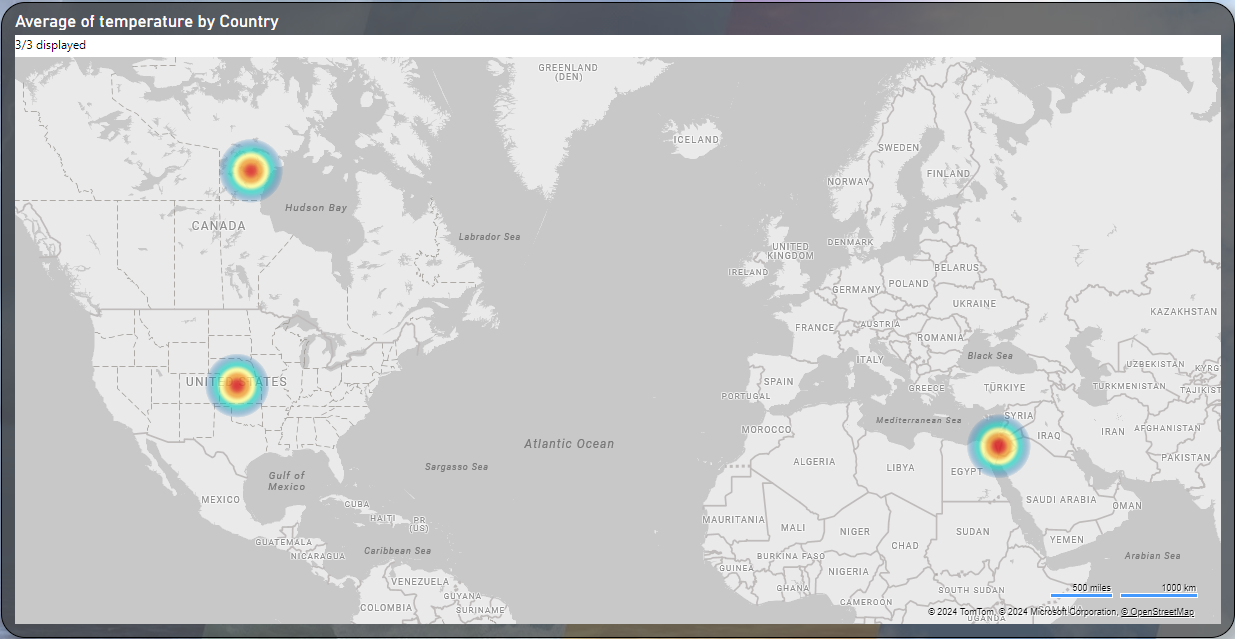 Average of temperature by Country
3/3 displayed
GREENLAND
(DEN)
ICELAND
SWEDEN
FINLAND
NORWAY
Hudson Bay
CANADA
Labrador Sea
DENMARK
UNITED
KINGDOM
IRELAND
BELARUS
POLAND
GERMANY
UKRAINE
KAZAKHSTAN
FRANCE
AUSTRIA
ROMANIA
Black Sea
ITALY
UZBEKISTAN
KYRG
UNITED STATES
SPAIN
GREECE
TÜRKIYE
TURKMENISTAN
TAJIKIST
PORTUGAL
Mediterranean Sea
SYRIA
MOROCCO
IRAQ
IRAN
AFGHANISTAN
Atlantic Ocean
PAKISTAN
ALGERIA
LIBYA
EGYPT
Sargasso Sea
Gulf of
Mexico
MEXICO
CUBA
SAUDI ARABIA
OMAN
HAITI
PR
(US)
MAURITANIA
MALI
NIGER
SUDAN
CHAD
YEMEN
GUATEMALA
NICARAGUA
Caribbean Sea
BURKINA FASO
Arabian Sea
GUINEA
NIGERIA
VENEZUELA
GHANA
SOUTH SUDAN
500 miles
1000 km
GUYANA
CAMEROON
COLOMBIA
SURINAME
© 2024 TomTom, © 2024 Microsoft Corporation, © OpenStreetMap
UGANDA